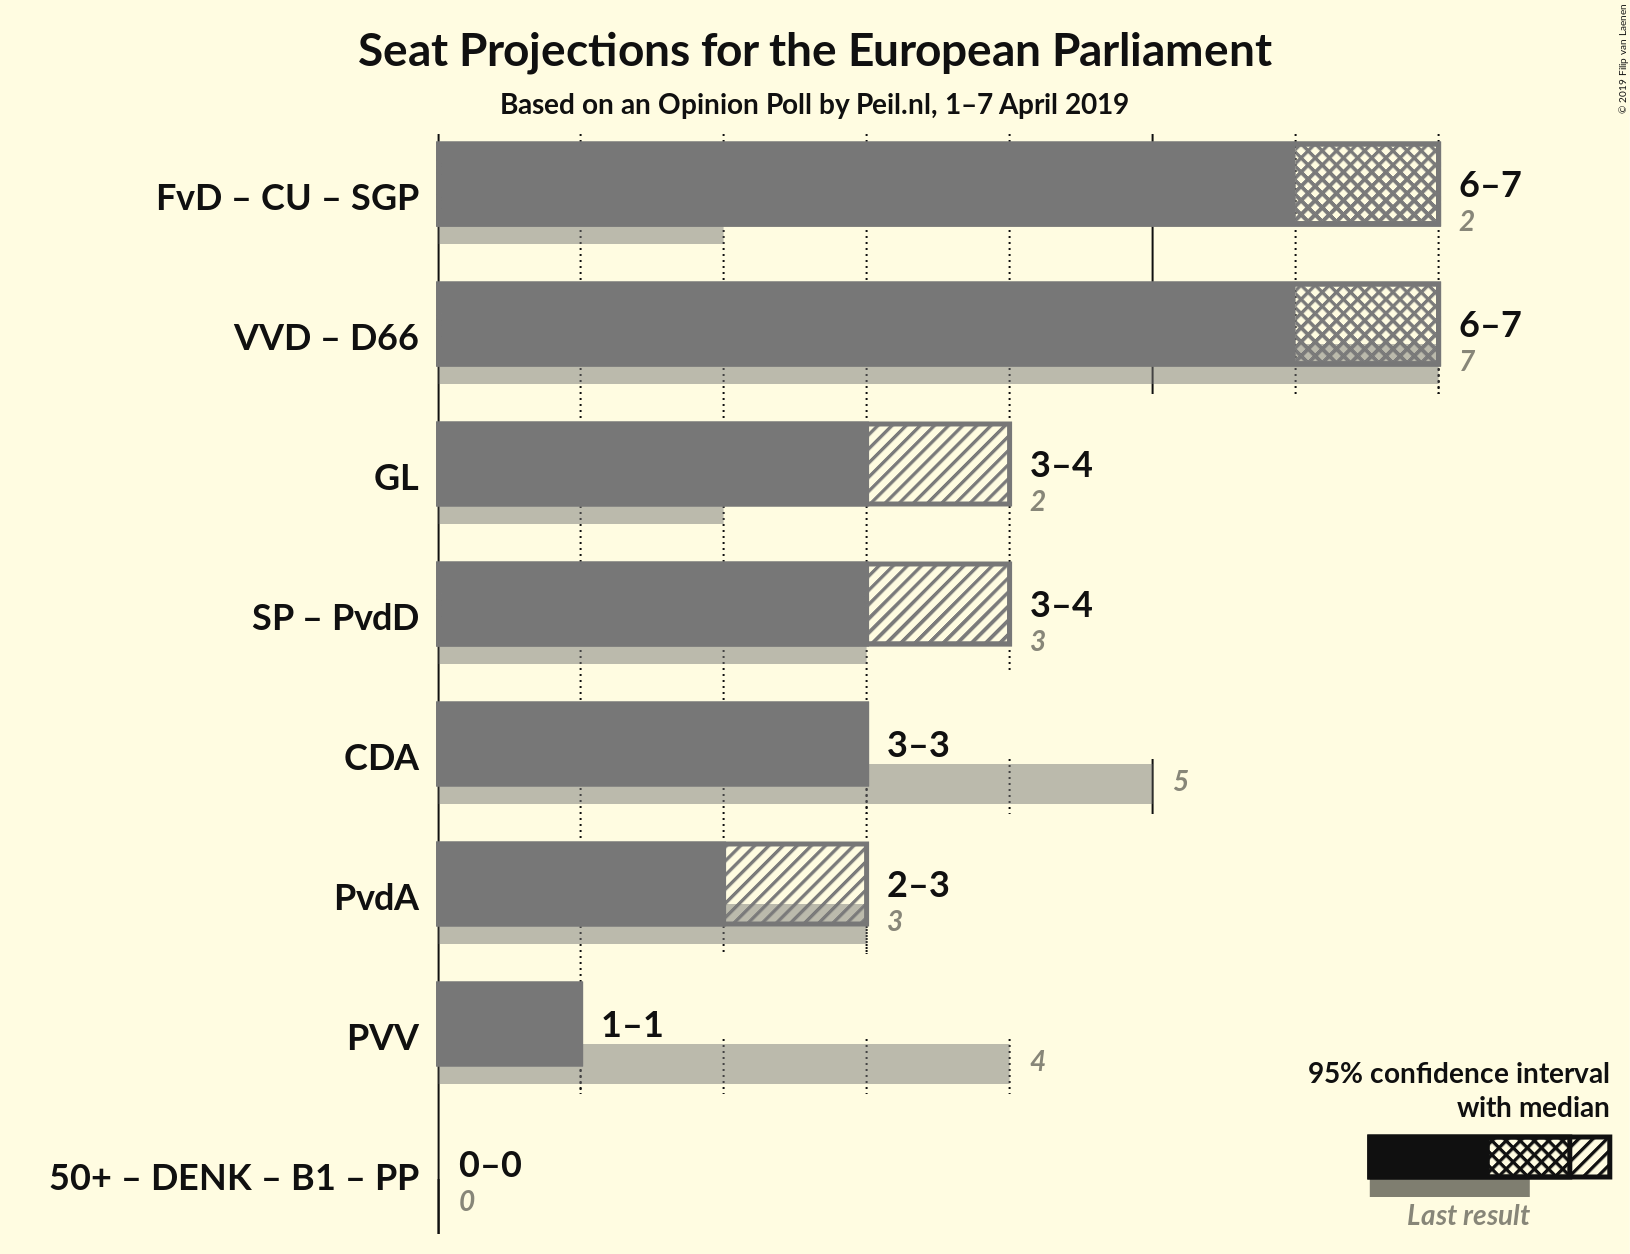 Seat Projections for the European Parliament
Based on an Opinion Poll by Peil.nl, 1–7 April 2019
© 2019 Filip van Laenen
FvD – CU – SGP
6–7
2
VVD – D66
6–7
7
GL
3–4
2
SP – PvdD
3–4
3
CDA
3–3
5
PvdA
2–3
3
PVV
1–1
4
50+ – DENK – B1 – PP
0–0
0
95% confidence interval
with median
Last result